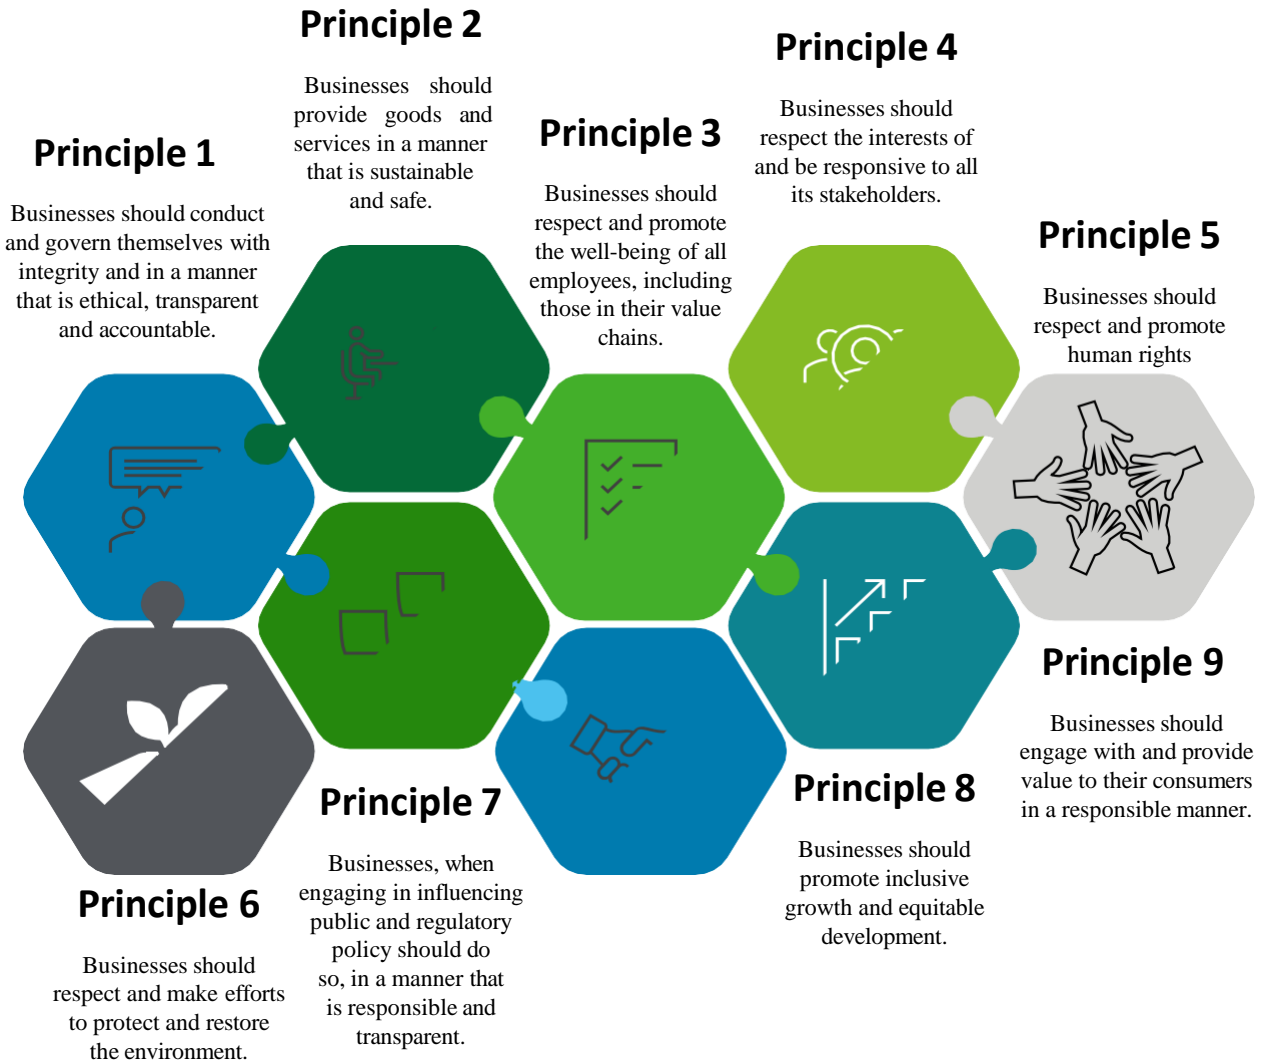 Principle 1
Businesses should conduct
and govern themselves with
integrity and in a manner
that is ethical, transparent
and accountable.
Principle 2
Businesses should
provide goods and
services in a manner
that is sustainable
and safe.
Principle 3
Businesses should
respect and promote
the well-being of all
employees, including
those in their value
chains.
Principle 4
Businesses should
respect the interests of
and be responsive to all
its stakeholders.
Principle 5
Businesses should
respect and promote
human rights
Principle 6
Businesses should
respect and make efforts
to protect and restore
the environment.
Principle 7
Businesses, when
engaging in influencing
public and regulatory
policy should do
so, in a manner that
is responsible and
transparent.
Principle 8
Businesses should
promote inclusive
growth and equitable
development.
Principle 9
Businesses should
engage with and provide
value to their consumers
in a responsible manner.